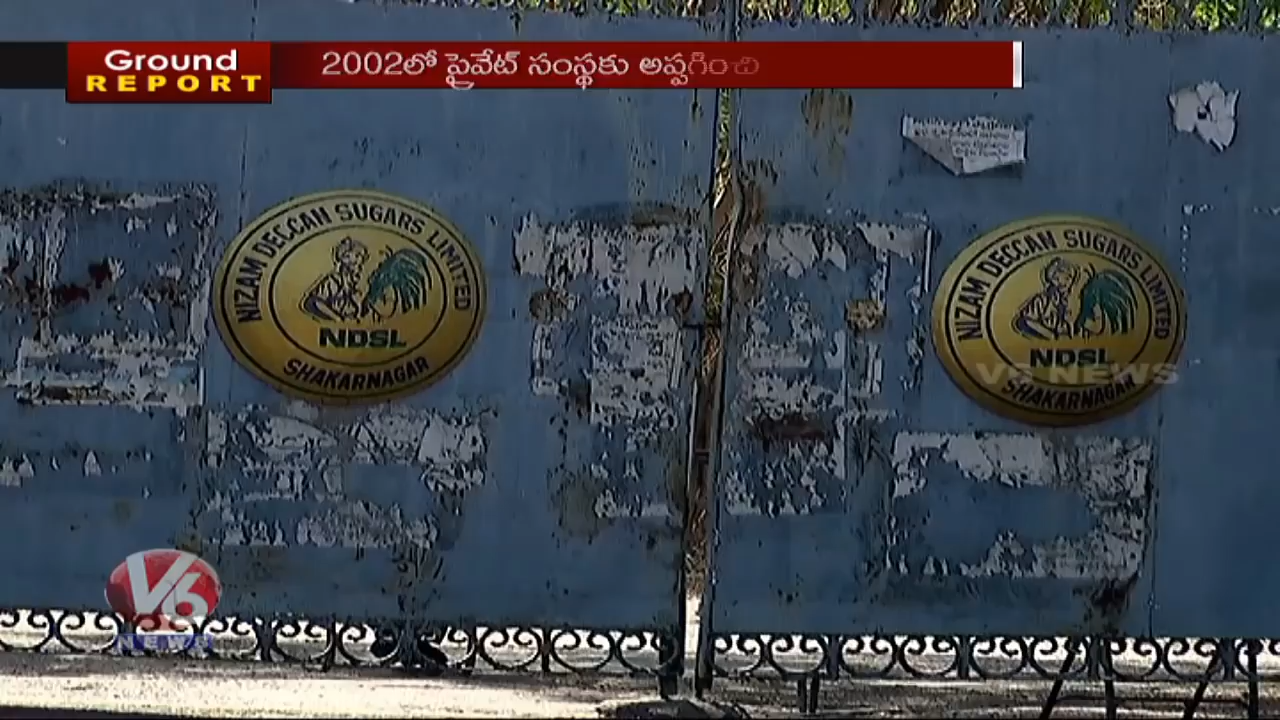 Ground
REPORT
2002లో ప్రైవేట్ సంస్థకు అప్పగించి
NIZAM DECCAN SUGARS LIMITED
NDSL
SHAKARNAGAR
NIZAM DECCAN SUGARS LIMITED
NDSL
SHAKARNAGAR
V6 NEWS
V6
NEWS